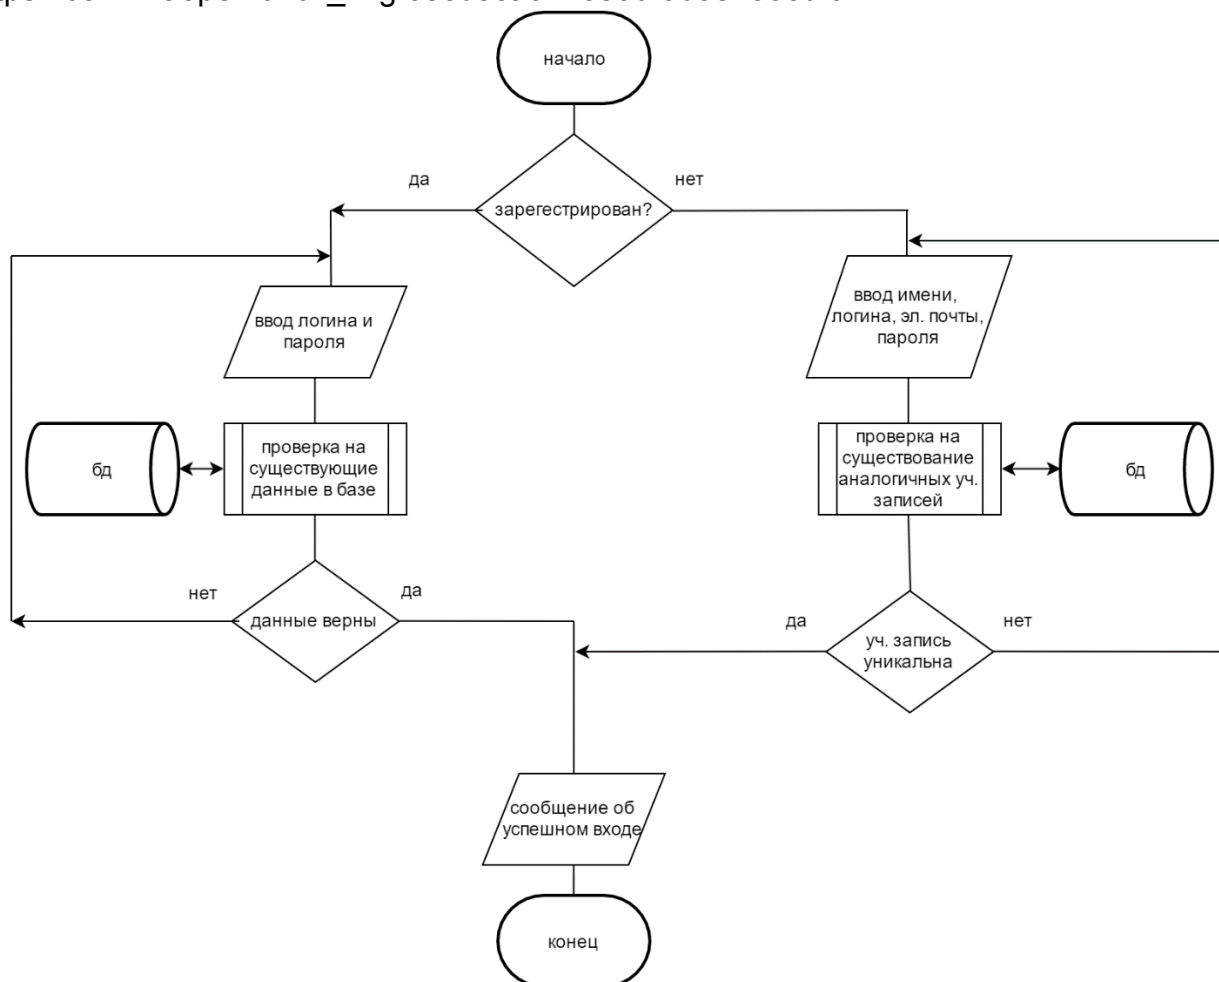 начало
да
нет
зарегестрирован?
ввод логина и
пароля
ввод имени,
логина, эл. почты,
пароля
бд
проверка на
существующие
данные в базе
проверка на
существование
аналогичных уч.
записей
бд
нет
да
данные верны
да
нет
уч. запись
уникальна
сообщение об
успешном входе
конец